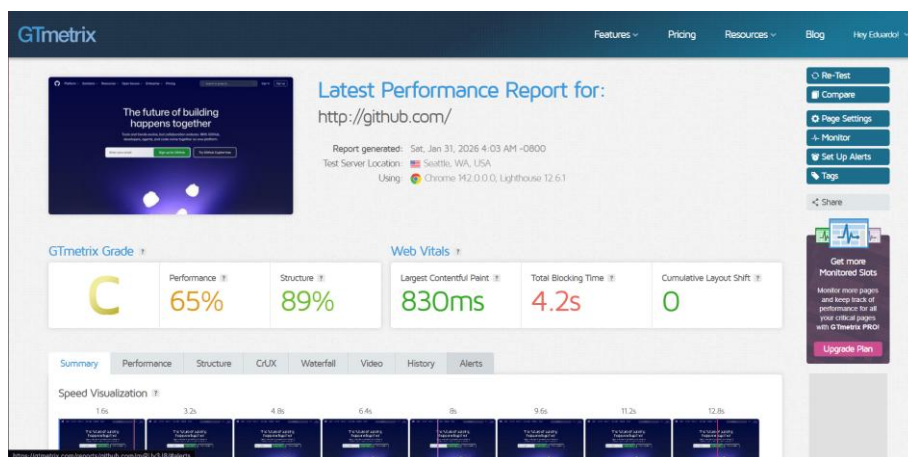 GTmetrix
Features
Pricing
Resources
Blog
Hey Eduardo!
The future of building
happens together
Latest Performance Report for:
http://github.com/
Report generated: Sat, Jan 31, 2026 4:03 AM -0800
Test Server Location: Seattle, WA, USA
Using: Chrome 142.0.0.0, Lighthouse 12.6.1
Re-Test
Compare
Page Settings
Monitor
Set Up Alerts
Tags
Share
Get more
Monitored Slots
Monitor more pages
and keep track of
performance for all
your critical pages
with GTmetrix PRO!
Upgrade Plan
GTmetrix Grade ?
C
Performance ?
65%
Structure ?
89%
Web Vitals ?
Largest Contentful Paint ?
830ms
Total Blocking Time ?
4.2s
Cumulative Layout Shift ?
0
Summary
Performance
Structure
CrUX
Waterfall
Video
History
Alerts
Speed Visualization ?
1.6s
3.2s
4.8s
6.4s
8s
9.6s
11.2s
12.8s